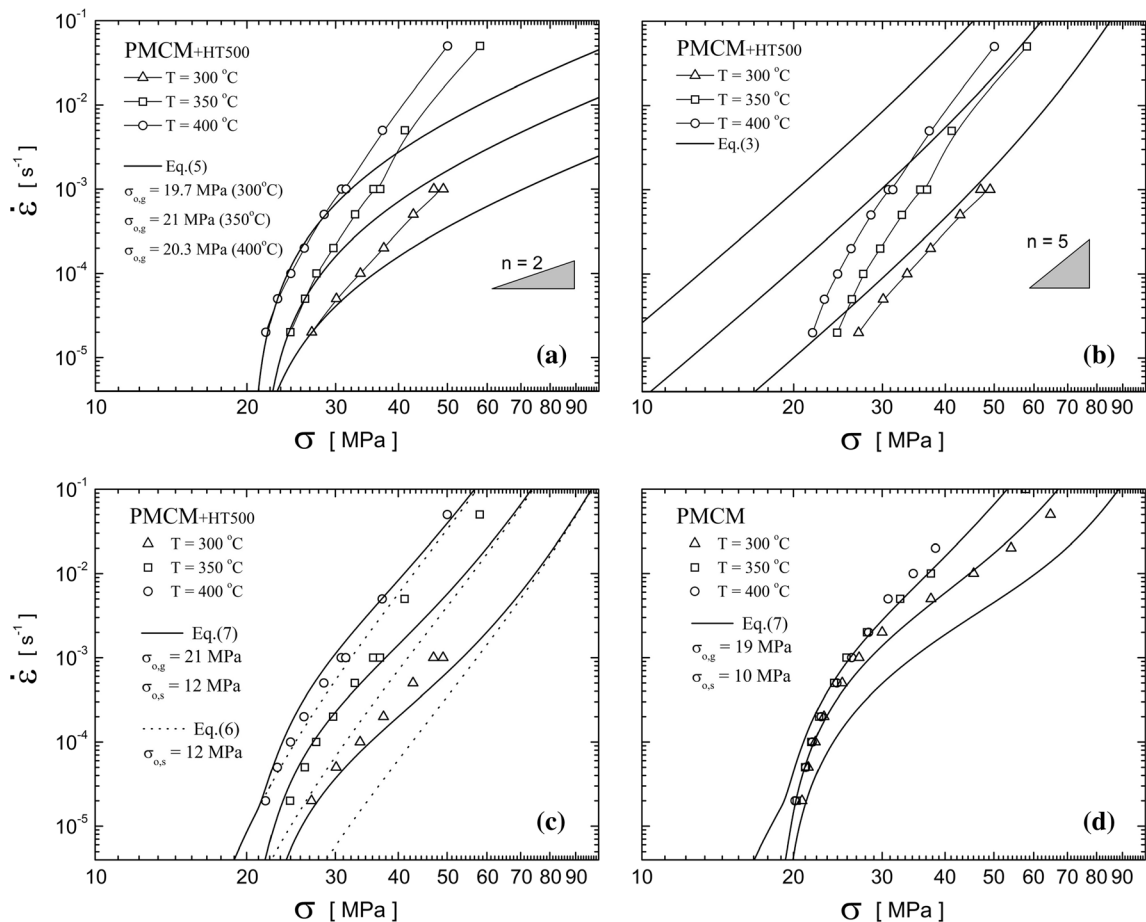 PMCM+HT500
T = 300 °C
T = 350 °C
T = 400 °C
Eq.(5)
σo,g = 19.7 MPa (300°C)
σo,g = 21 MPa (350°C)
σo,g = 20.3 MPa (400°C)
n = 2
(a)
10⁻¹
10⁻²
10⁻³
10⁻⁴
10⁻⁵
ε̇ [ s⁻¹]
10 20 30 40 50 60 70 80 90
σ [ MPa]
PMCM+HT500
T = 300 °C
T = 350 °C
T = 400 °C
Eq.(3)
n = 5
(b)
10 20 30 40 50 60 70 80 90
σ [ MPa]
PMCM+HT500
T = 300 °C
T = 350 °C
T = 400 °C
Eq.(7)
σo,g = 21 MPa
σo,s = 12 MPa
Eq.(6)
σo,s = 12 MPa
(c)
10⁻¹
10⁻²
10⁻³
10⁻⁴
10⁻⁵
ε̇ [ s⁻¹]
10 20 30 40 50 60 70 80 90
σ [ MPa]
PMCM
T = 300 °C
T = 350 °C
T = 400 °C
Eq.(7)
σo,g = 19 MPa
σo,s = 10 MPa
(d)
10 20 30 40 50 60 70 80 90
σ [ MPa]